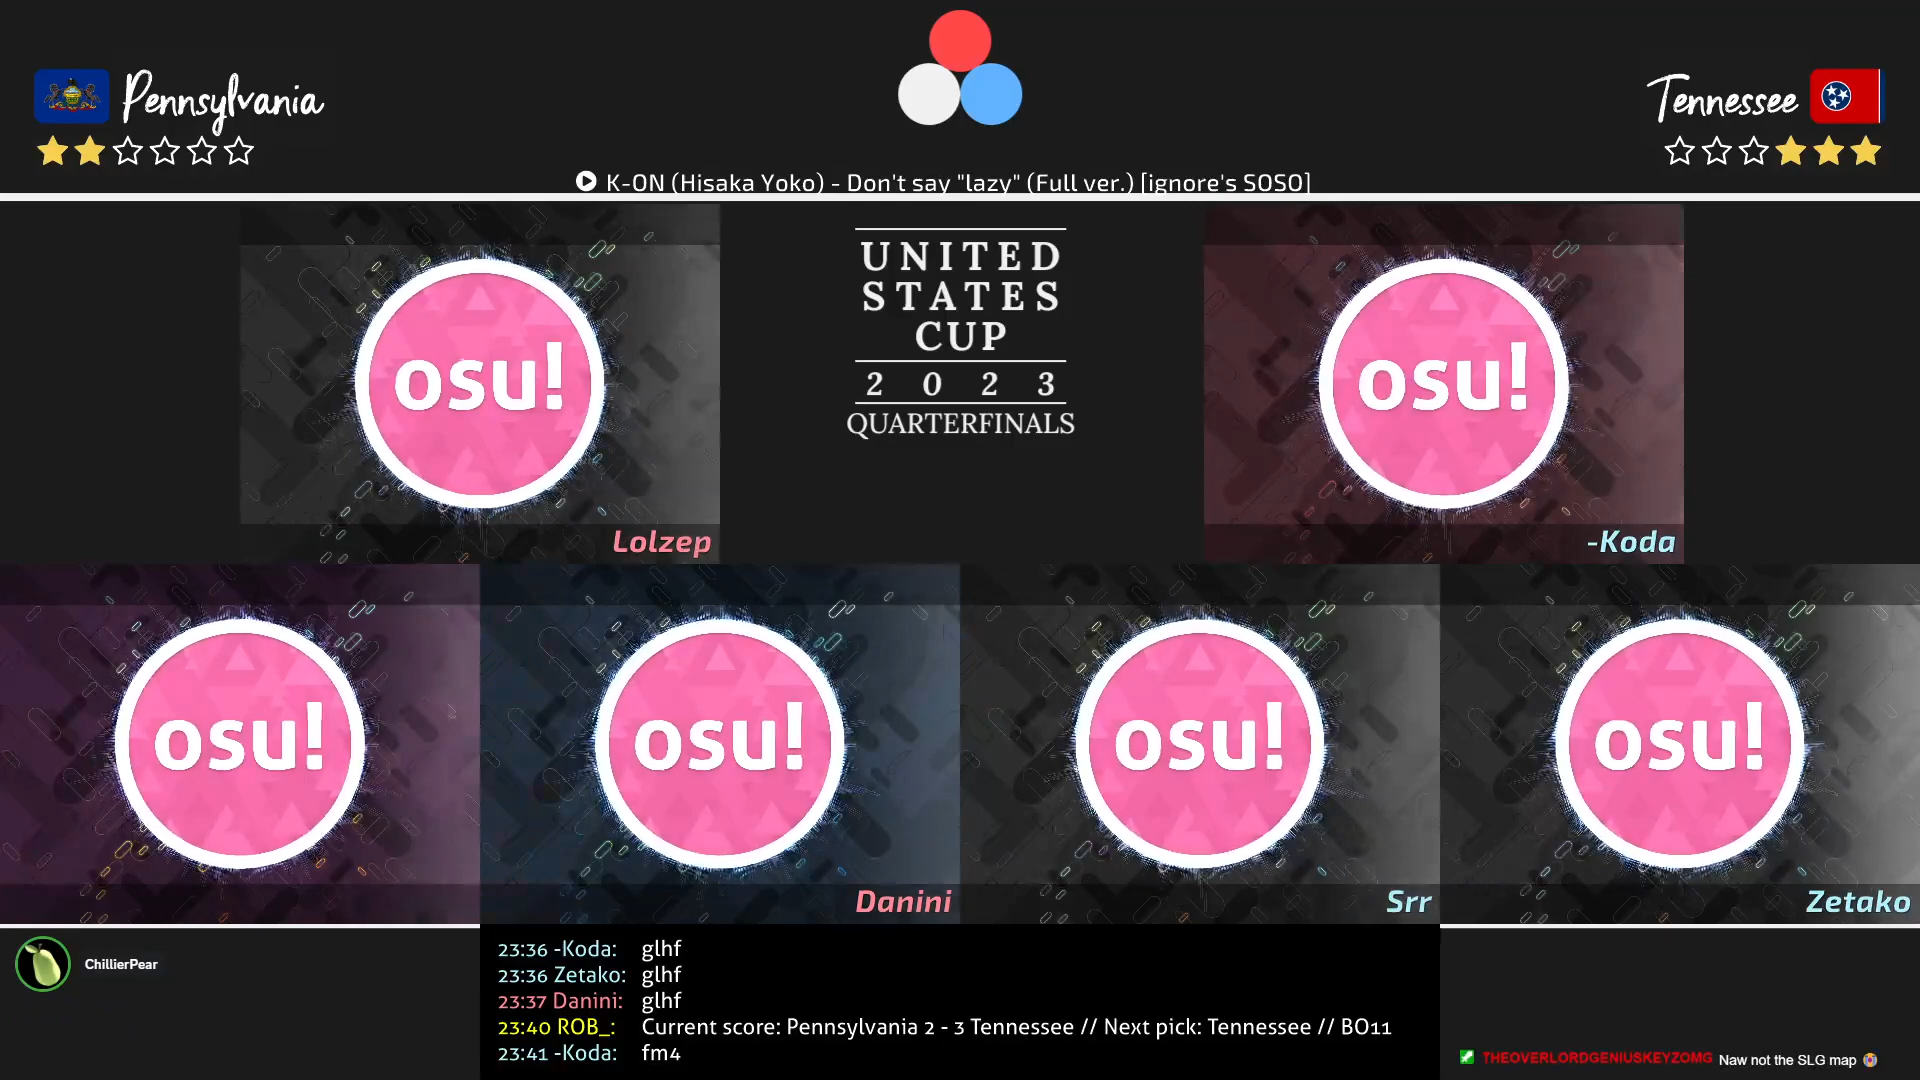 Pennsylvania
Tennessee
K-ON (Hisaka Yoko) - Don't say "lazy" (Full ver.) [ignore's SOSO]
UNITED
STATES
CUP
2 0 2 3
QUARTERFINALS
osu!
osu!
Lolzep
-Koda
osu!
osu!
osu!
osu!
Danini
Srr
Zetako
ChillierPear
23:36 -Koda: glhf
23:36 Zetako: glhf
23:37 Danini: glhf
23:40 ROB_: Current score: Pennsylvania 2 - 3 Tennessee // Next pick: Tennessee // BO11
23:41 -Koda: fm4
THEOVERLORDGENIUSKEYZOMG Naw not the SLG map